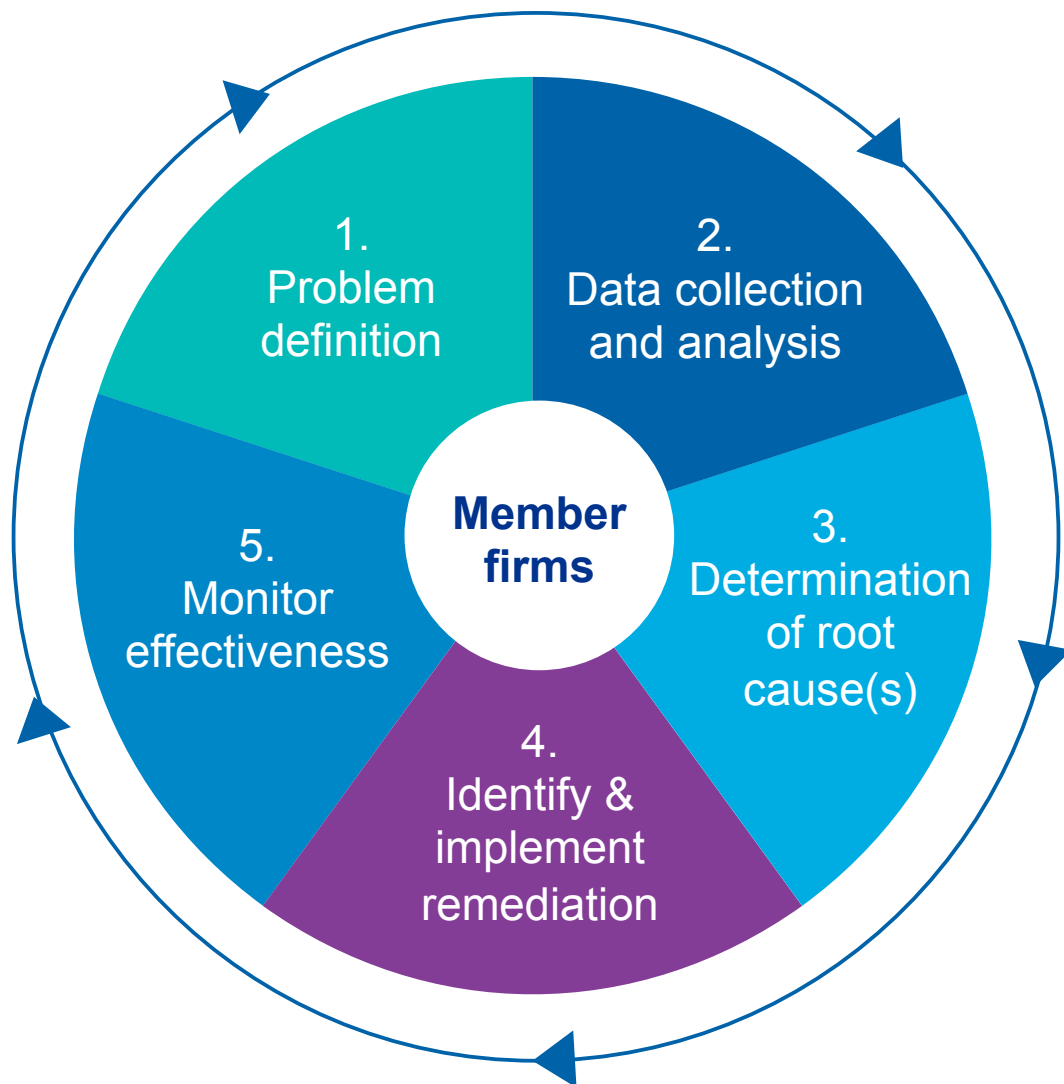 1.
Problem
definition
2.
Data collection
and analysis
3.
Determination
of root
cause(s)
4.
Identify &
implement
remediation
5.
Monitor
effectiveness
Member
firms